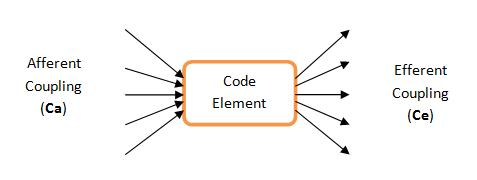 Afferent
Coupling
(Ca)
Code
Element
Efferent
Coupling
(Ce)